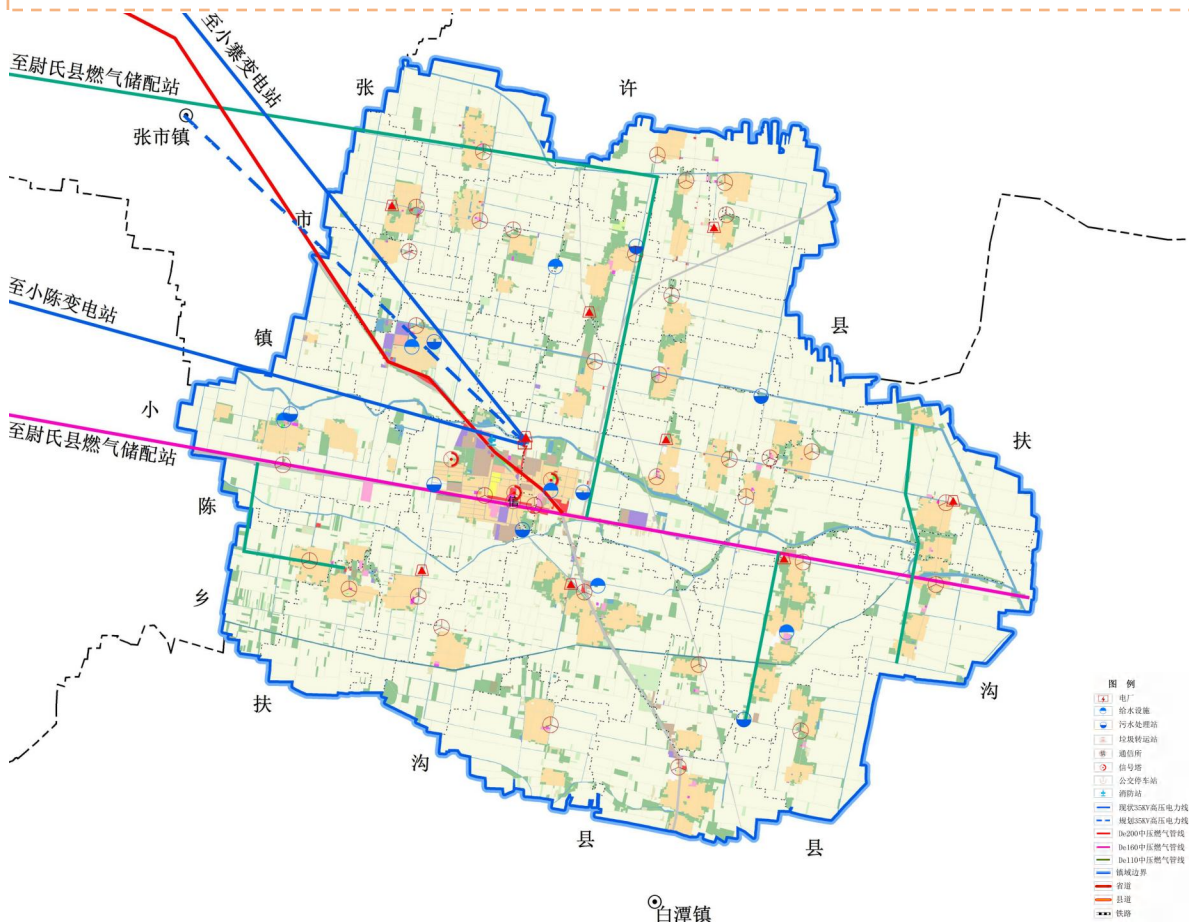 至小寨变电站
至尉氏县燃气储配站
张
许
张市镇
市
至小陈变电站
镇
县
小
至尉氏县燃气储配站
扶
陈
信
乡
扶
沟
沟
县
县
白潭镇
图 例
电厂
给水设施
污水处理站
垃圾转运站
通信所
信号塔
公交停车站
消防站
现状35KV高压电力线
规划35KV高压电力线
De200中压燃气管线
De160中压燃气管线
De110中压燃气管线
镇域边界
省道
县道
铁路